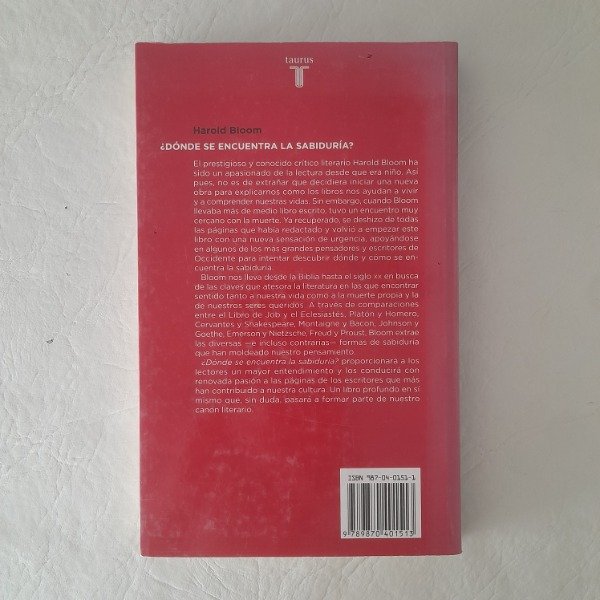 taurus
T
Harold Bloom
¿DÓNDE SE ENCUENTRA LA SABIDURÍA?
El prestigioso y conocido crítico literario Harold Bloom ha
sido un apasionado de la lectura desde que era niño. Así
pues, no es de extrañar que decidiera iniciar una nueva
obra para explicarnos cómo los libros nos ayudan a vivir
y a comprender nuestras vidas. Sin embargo, cuando Bloom
llevaba más de medio libro escrito, tuvo un encuentro muy
cercano con la muerte. Ya recuperado, se deshizo de todas
las páginas que había redactado y volvió a empezar este
libro con una nueva sensación de urgencia, apoyándose
en algunos de los más grandes pensadores y escritores de
Occidente para intentar descubrir dónde y cómo se en-
cuentra la sabiduría.
Bloom nos lleva desde la Biblia hasta el siglo XX en busca
de las claves que atesora la literatura en las que encontrar
sentido tanto a nuestra vida como a la muerte propia y la
de nuestros seres queridos. A través de comparaciones
entre el Libro de Job y el Eclesiastés, Platón y Homero,
Cervantes y Shakespeare, Montaigne y Bacon, Johnson y
Goethe, Emerson y Nietzsche, Freud y Proust, Bloom extrae
las diversas —e incluso contrarias— formas de sabiduría
que han moldeado nuestro pensamiento.
¿Dónde se encuentra la sabiduría? proporcionará a los
lectores un mayor entendimiento y los conducirá con
renovada pasión a las páginas de los escritores que más
han contribuido a nuestra cultura. Un libro profundo en sí
mismo que, sin duda, pasará a formar parte de nuestro
canon literario.
ISBN 987-04-0151-1
9 789870 401513